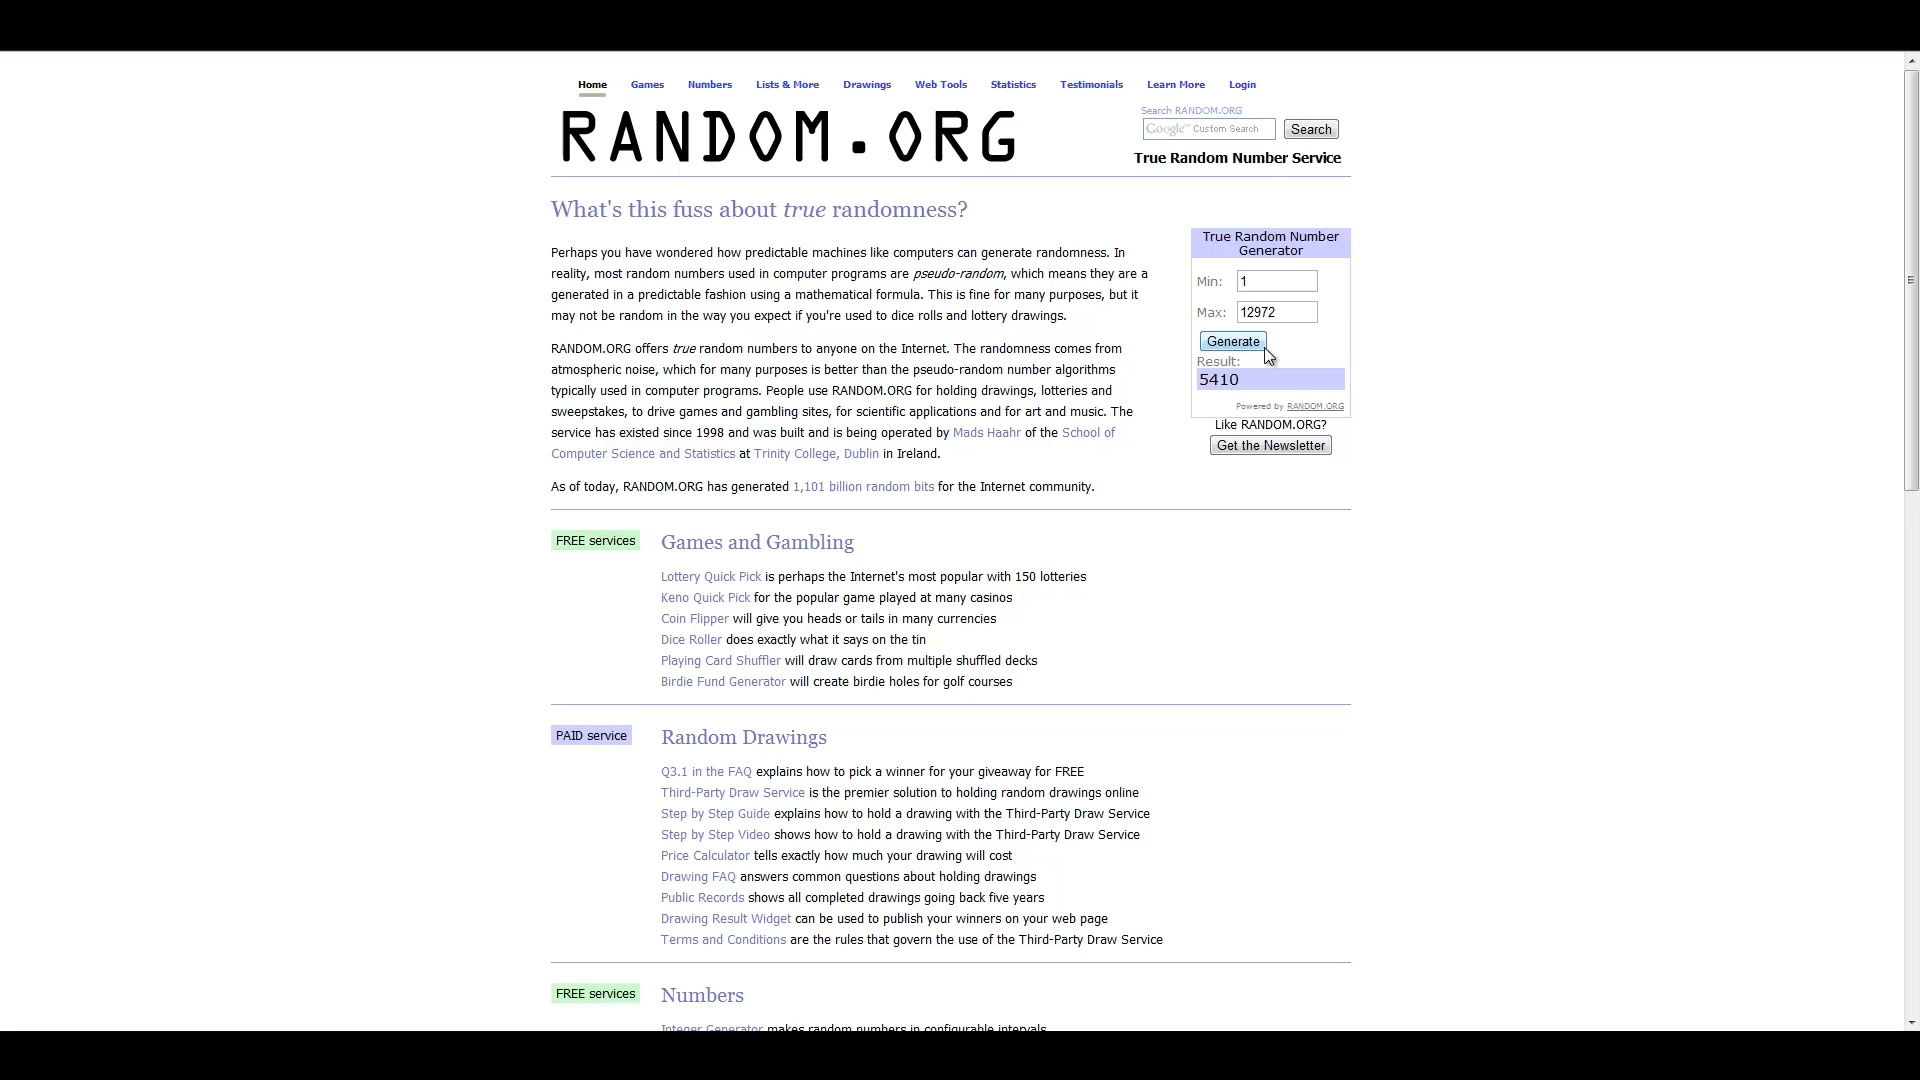 Home Games Numbers Lists & More Drawings Web Tools Statistics Testimonials Learn More Login
RANDOM.ORG
Search RANDOM.ORG
Google™ Custom Search Search
True Random Number Service
What's this fuss about true randomness?
Perhaps you have wondered how predictable machines like computers can generate randomness. In
reality, most random numbers used in computer programs are pseudo-random, which means they are a
generated in a predictable fashion using a mathematical formula. This is fine for many purposes, but it
may not be random in the way you expect if you're used to dice rolls and lottery drawings.
RANDOM.ORG offers true random numbers to anyone on the Internet. The randomness comes from
atmospheric noise, which for many purposes is better than the pseudo-random number algorithms
typically used in computer programs. People use RANDOM.ORG for holding drawings, lotteries and
sweepstakes, to drive games and gambling sites, for scientific applications and for art and music. The
service has existed since 1998 and was built and is being operated by Mads Haahr of the School of
Computer Science and Statistics at Trinity College, Dublin in Ireland.
As of today, RANDOM.ORG has generated 1,101 billion random bits for the Internet community.
True Random Number
Generator
Min: 1
Max: 12972
Generate
Result:
5410
Powered by RANDOM.ORG
Like RANDOM.ORG?
Get the Newsletter
FREE services
Games and Gambling
Lottery Quick Pick is perhaps the Internet's most popular with 150 lotteries
Keno Quick Pick for the popular game played at many casinos
Coin Flipper will give you heads or tails in many currencies
Dice Roller does exactly what it says on the tin
Playing Card Shuffler will draw cards from multiple shuffled decks
Birdie Fund Generator will create birdie holes for golf courses
PAID service
Random Drawings
Q3.1 in the FAQ explains how to pick a winner for your giveaway for FREE
Third-Party Draw Service is the premier solution to holding random drawings online
Step by Step Guide explains how to hold a drawing with the Third-Party Draw Service
Step by Step Video shows how to hold a drawing with the Third-Party Draw Service
Price Calculator tells exactly how much your drawing will cost
Drawing FAQ answers common questions about holding drawings
Public Records shows all completed drawings going back five years
Drawing Result Widget can be used to publish your winners on your web page
Terms and Conditions are the rules that govern the use of the Third-Party Draw Service
FREE services
Numbers
Integer Generator makes random numbers in configurable intervals